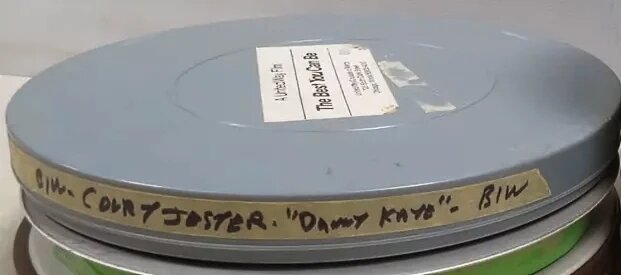 A United Way Film
The Best You Can Be
B/W - COURT JESTER. "DANNY KAYE" - B/W